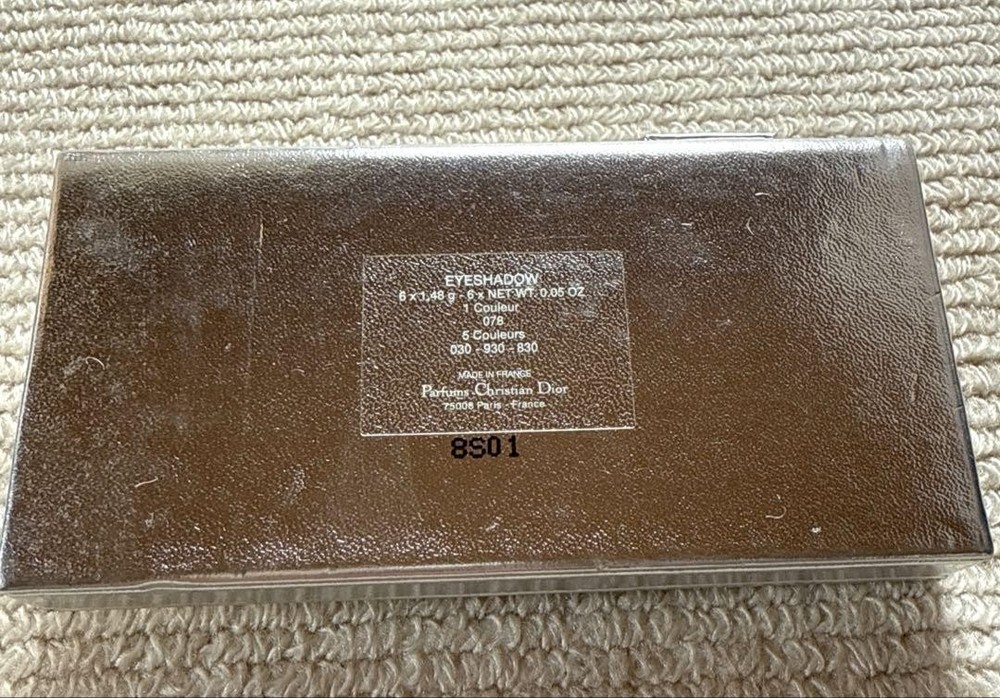 EYESHADOW
6 x 1,48 g - 6 x NET WT. 0.05 OZ
1 Couleur
078
5 Couleurs
030 - 930 - 830
MADE IN FRANCE
Parfums Christian Dior
75008 Paris - France
8S01